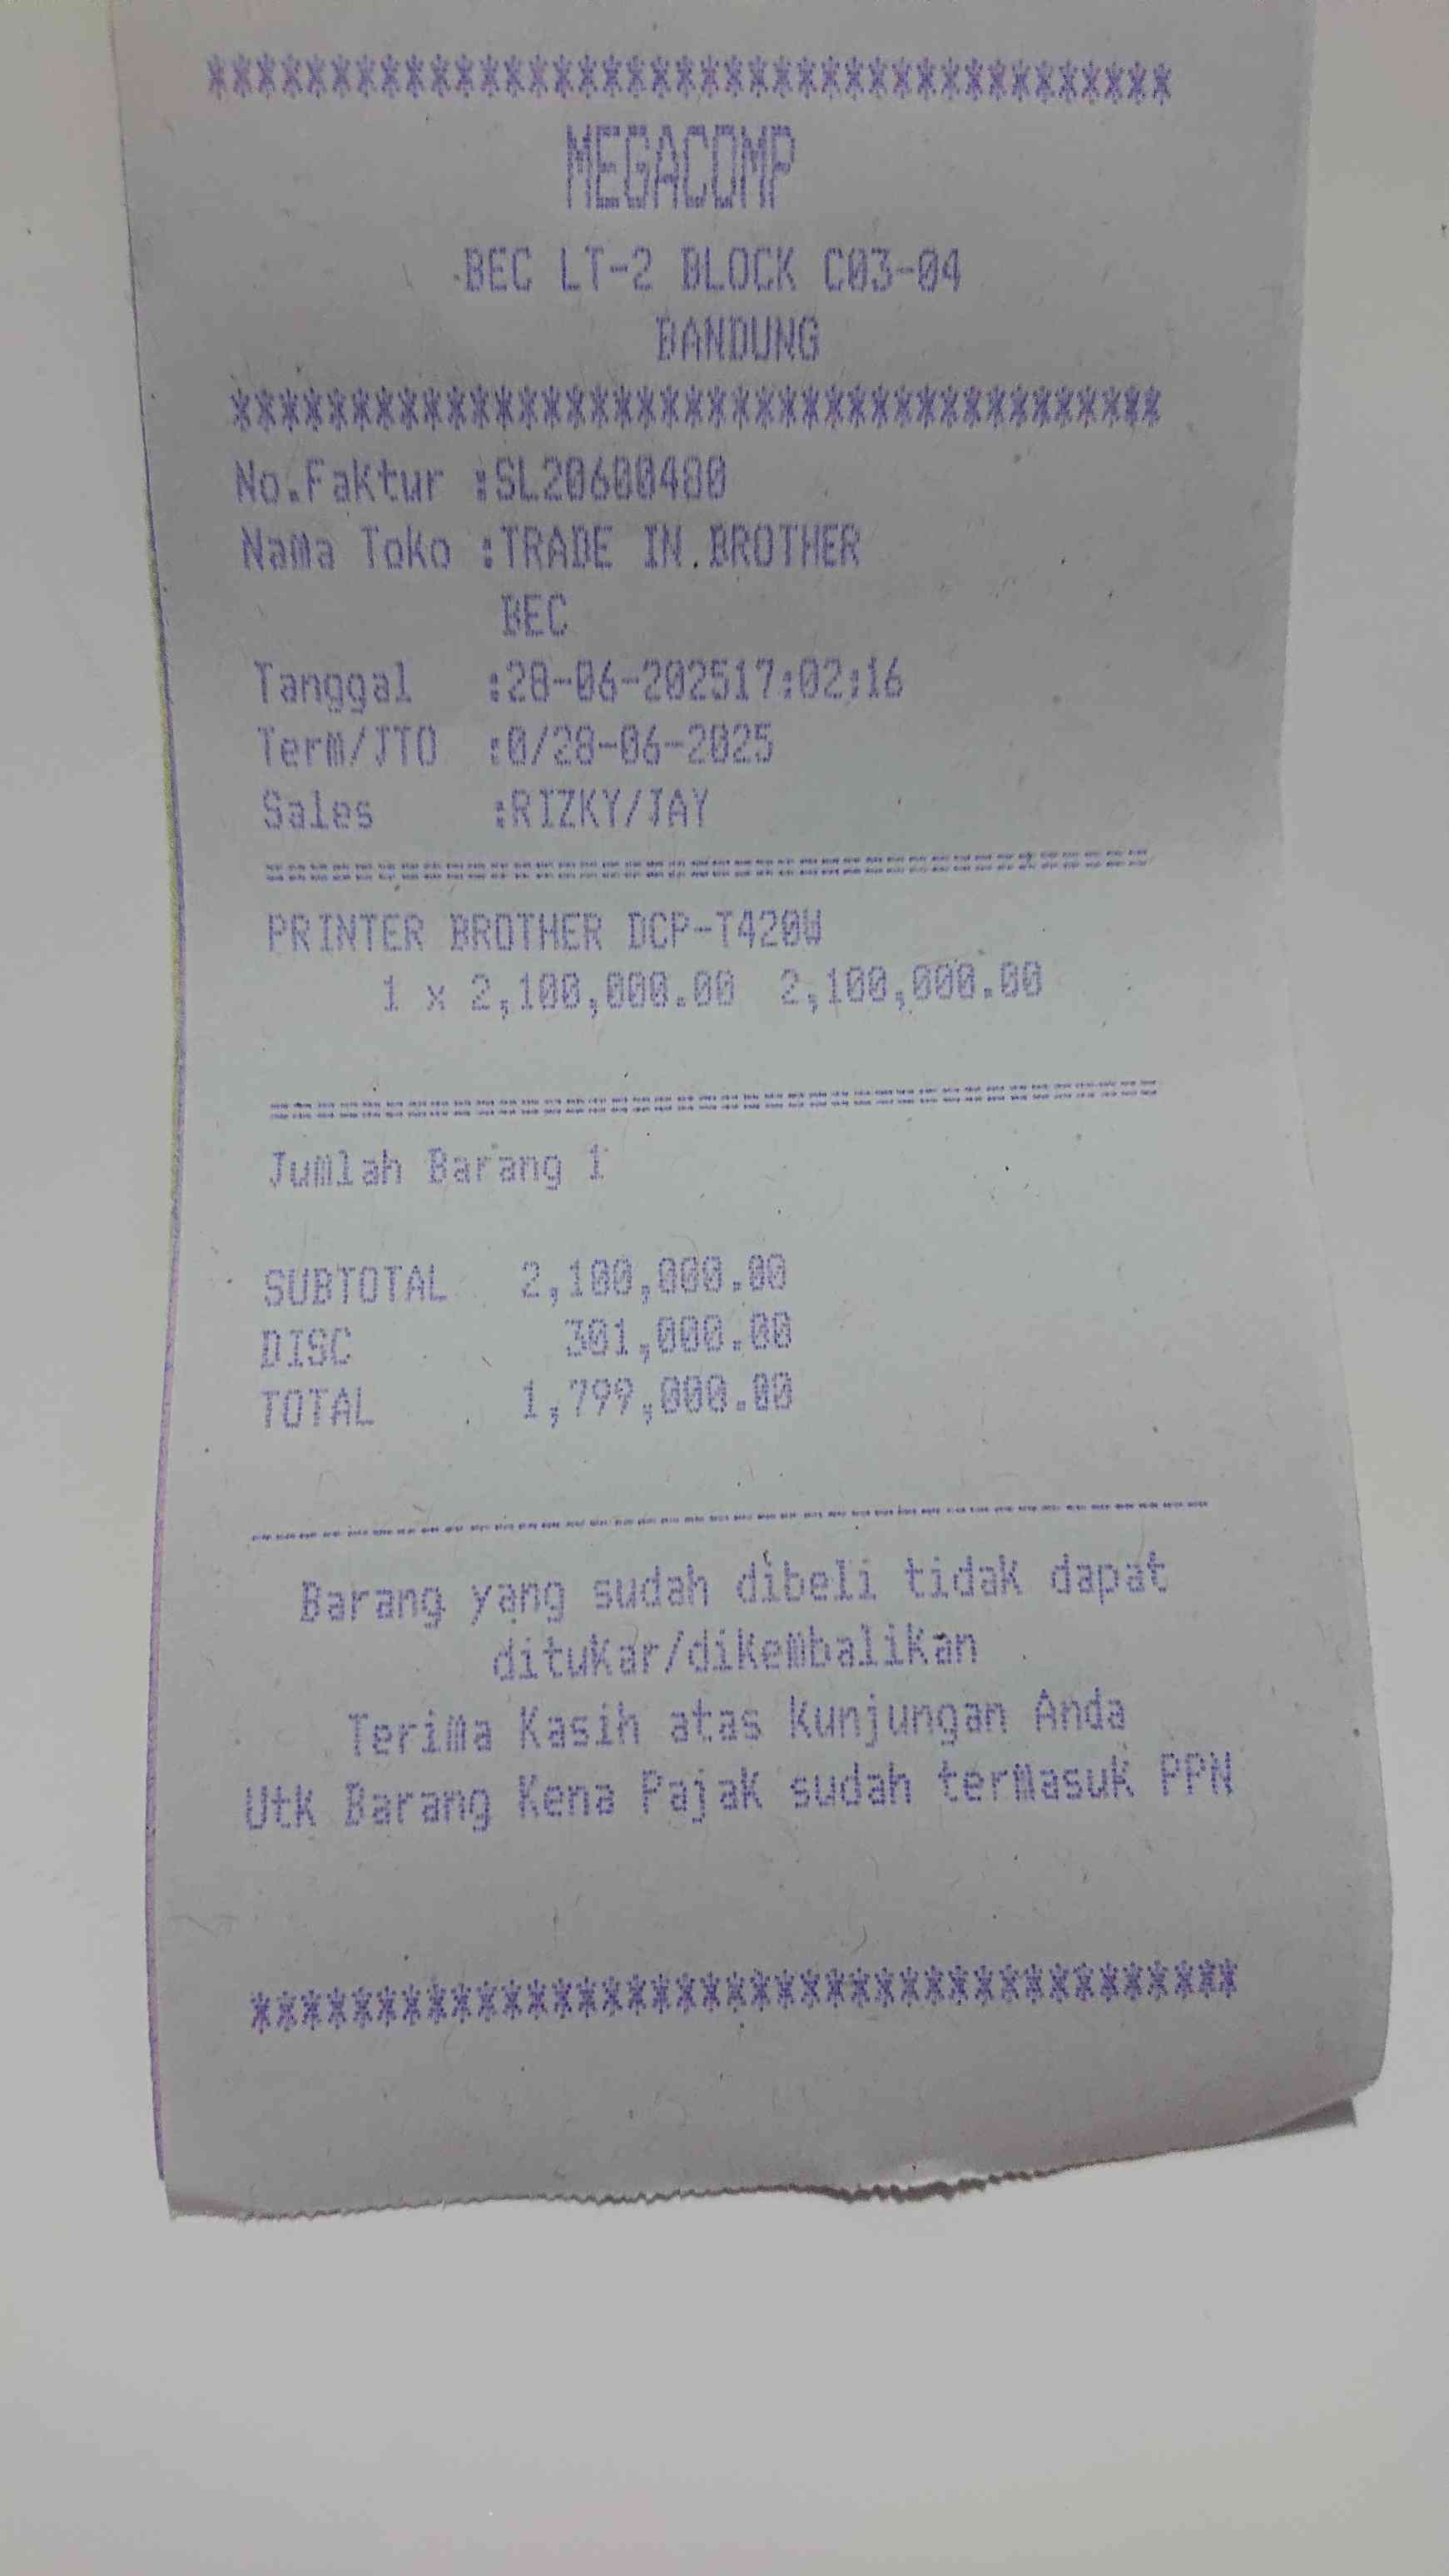 ****************************************
MEGACOMP
BEC LT-2 BLOCK C03-04
BANDUNG
***************************************
No.Faktur :SL20600480
Nama Toko :TRADE IN BROTHER
BEC
Tanggal :28-06-202517:02:16
Term/JTO :0/28-06-2025
Sales :RIZKY/JAY
========================================
PRINTER BROTHER DCP-T420W
1 x 2,100,000.00 2,100,000.00
========================================
Jumlah Barang 1
SUBTOTAL 2,100,000.00
DISC 301,000.00
TOTAL 1,799,000.00
----------------------------------------
Barang yang sudah dibeli tidak dapat
ditukar/dikembalikan
Terima Kasih atas Kunjungan Anda
Utk Barang Kena Pajak sudah termasuk PPN
****************************************